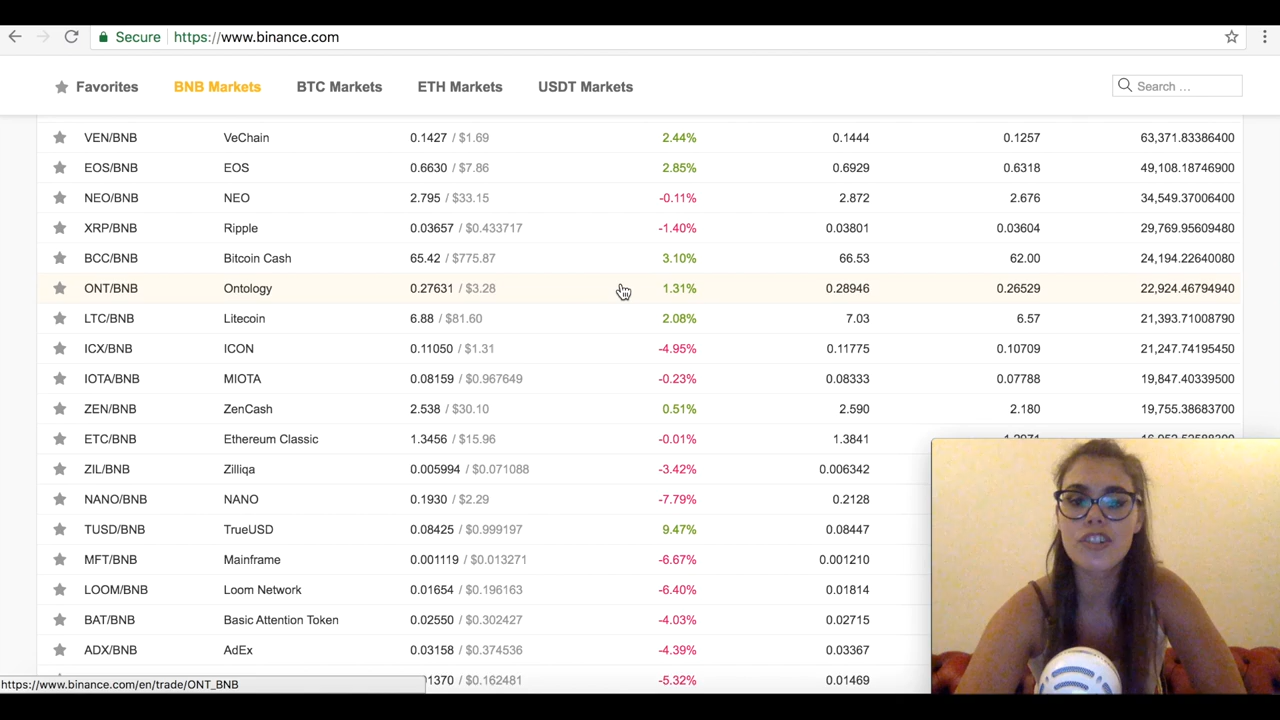 Secure https://www.binance.com
Favorites BNB Markets BTC Markets ETH Markets USDT Markets Search ...
VEN/BNB VeChain 0.1427 / $1.69 2.44% 0.1444 0.1257 63,371.83386400
EOS/BNB EOS 0.6630 / $7.86 2.85% 0.6929 0.6318 49,108.18746900
NEO/BNB NEO 2.795 / $33.15 -0.11% 2.872 2.676 34,549.37006400
XRP/BNB Ripple 0.03657 / $0.433717 -1.40% 0.03801 0.03604 29,769.95609480
BCC/BNB Bitcoin Cash 65.42 / $775.87 3.10% 66.53 62.00 24,194.22640080
ONT/BNB Ontology 0.27631 / $3.28 1.31% 0.28946 0.26529 22,924.46794940
LTC/BNB Litecoin 6.88 / $81.60 2.08% 7.03 6.57 21,393.71008790
ICX/BNB ICON 0.11050 / $1.31 -4.95% 0.11775 0.10709 21,247.74195450
IOTA/BNB MIOTA 0.08159 / $0.967649 -0.23% 0.08333 0.07788 19,847.40339500
ZEN/BNB ZenCash 2.538 / $30.10 0.51% 2.590 2.180 19,755.38683700
ETC/BNB Ethereum Classic 1.3456 / $15.96 -0.01% 1.3841
ZIL/BNB Zilliqa 0.005994 / $0.071088 -3.42% 0.006342
NANO/BNB NANO 0.1930 / $2.29 -7.79% 0.2128
TUSD/BNB TrueUSD 0.08425 / $0.999197 9.47% 0.08447
MFT/BNB Mainframe 0.001119 / $0.013271 -6.67% 0.001210
LOOM/BNB Loom Network 0.01654 / $0.196163 -6.40% 0.01814
BAT/BNB Basic Attention Token 0.02550 / $0.302427 -4.03% 0.02715
ADX/BNB AdEx 0.03158 / $0.374536 -4.39% 0.03367
/ $0.162481 -5.32% 0.01469
https://www.binance.com/en/trade/ONT_BNB